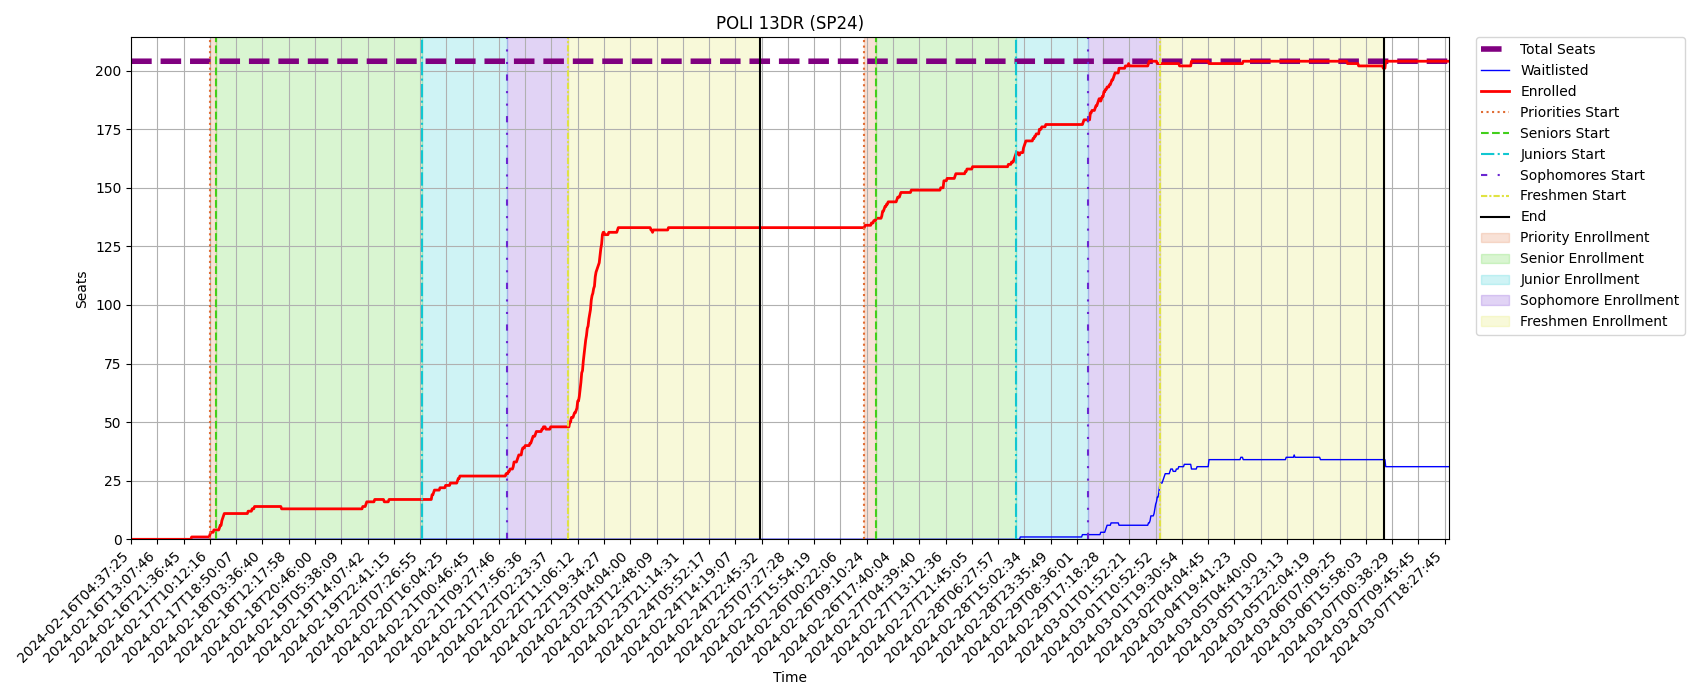 POLI 13DR (SP24)
Seats
200
175
150
125
100
75
50
25
0
2024-02-16T04:37:25
2024-02-16T13:07:46
2024-02-16T21:36:45
2024-02-17T10:12:16
2024-02-17T18:50:07
2024-02-18T03:36:40
2024-02-18T12:17:58
2024-02-18T20:46:00
2024-02-19T05:38:09
2024-02-19T14:07:42
2024-02-19T22:41:15
2024-02-20T07:26:55
2024-02-20T16:04:25
2024-02-21T00:46:45
2024-02-21T09:27:46
2024-02-21T17:56:36
2024-02-22T02:23:37
2024-02-22T11:06:12
2024-02-22T19:34:27
2024-02-23T04:04:00
2024-02-23T12:48:09
2024-02-23T21:14:31
2024-02-24T05:52:17
2024-02-24T14:19:07
2024-02-24T22:45:32
2024-02-25T07:27:28
2024-02-25T15:54:19
2024-02-26T00:22:06
2024-02-26T09:10:24
2024-02-26T17:40:04
2024-02-27T04:39:40
2024-02-27T13:12:36
2024-02-27T21:45:05
2024-02-28T06:27:57
2024-02-28T15:02:34
2024-02-28T23:35:49
2024-02-29T08:36:01
2024-02-29T17:18:28
2024-03-01T01:52:21
2024-03-01T10:52:52
2024-03-01T19:30:54
2024-03-02T04:04:45
2024-03-04T19:41:23
2024-03-05T04:40:00
2024-03-05T13:23:13
2024-03-05T22:04:19
2024-03-06T07:09:25
2024-03-06T15:58:03
2024-03-07T00:38:29
2024-03-07T09:45:45
2024-03-07T18:27:45
Time
Total Seats
Waitlisted
Enrolled
Priorities Start
Seniors Start
Juniors Start
Sophomores Start
Freshmen Start
End
Priority Enrollment
Senior Enrollment
Junior Enrollment
Sophomore Enrollment
Freshmen Enrollment